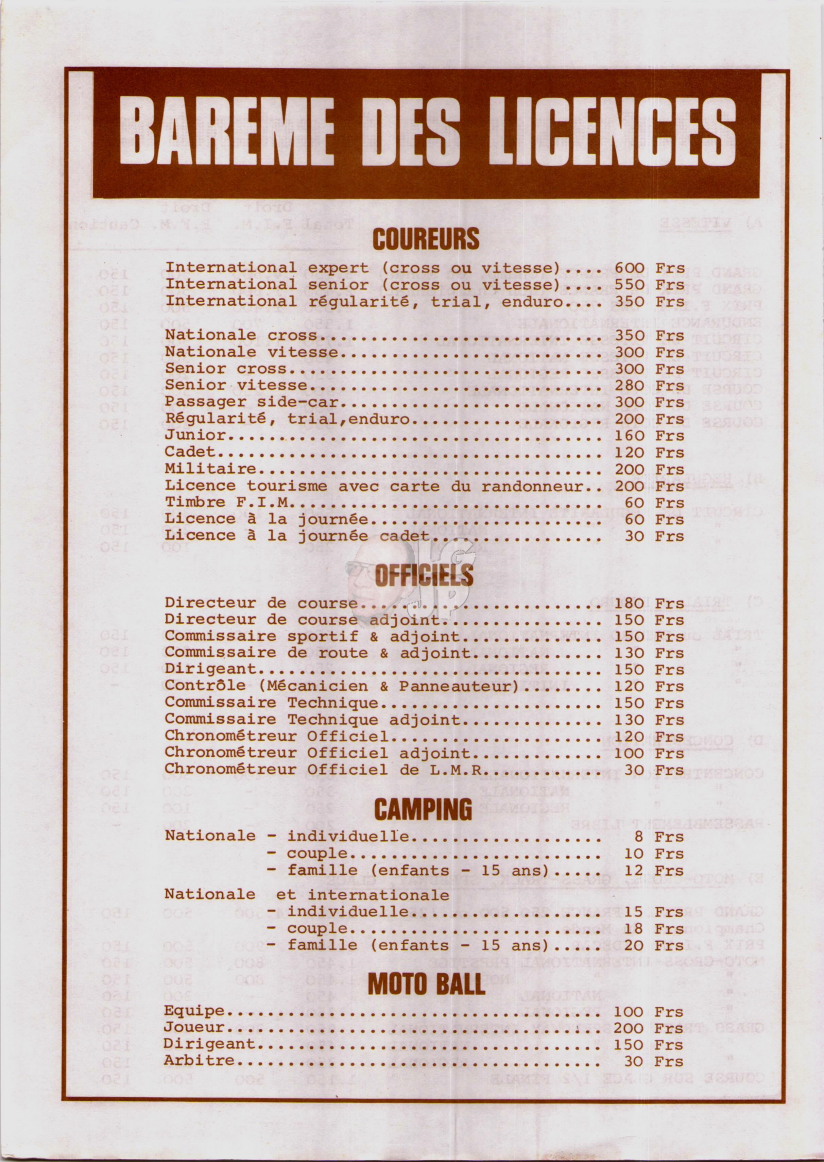 BAREME DES LICENCES
COUREURS
International expert (cross ou vitesse).... 600 Frs
International senior (cross ou vitesse).... 550 Frs
International régularité, trial, enduro.... 350 Frs
Nationale cross............................ 350 Frs
Nationale vitesse.......................... 300 Frs
Senior cross............................... 300 Frs
Senior vitesse............................. 280 Frs
Passager side-car.......................... 300 Frs
Régularité, trial,enduro................... 200 Frs
Junior..................................... 160 Frs
Cadet...................................... 120 Frs
Militaire.................................. 200 Frs
Licence tourisme avec carte du randonneur.. 200 Frs
Timbre F.I.M............................... 60 Frs
Licence à la journée....................... 60 Frs
Licence à la journée cadet................. 30 Frs
OFFICIELS
Directeur de course........................ 180 Frs
Directeur de course adjoint................ 150 Frs
Commissaire sportif & adjoint.............. 150 Frs
Commissaire de route & adjoint............. 130 Frs
Dirigeant.................................. 150 Frs
Contrôle (Mécanicien & Panneauteur)........ 120 Frs
Commissaire Technique...................... 150 Frs
Commissaire Technique adjoint.............. 130 Frs
Chronométreur Officiel..................... 120 Frs
Chronométreur Officiel adjoint............. 100 Frs
Chronométreur Officiel de L.M.R............ 30 Frs
CAMPING
Nationale - individuelle................... 8 Frs
- couple......................... 10 Frs
- famille (enfants - 15 ans)..... 12 Frs
Nationale et internationale
- individuelle................... 15 Frs
- couple......................... 18 Frs
- famille (enfants - 15 ans)..... 20 Frs
MOTO BALL
Equipe..................................... 100 Frs
Joueur..................................... 200 Frs
Dirigeant.................................. 150 Frs
Arbitre.................................... 30 Frs